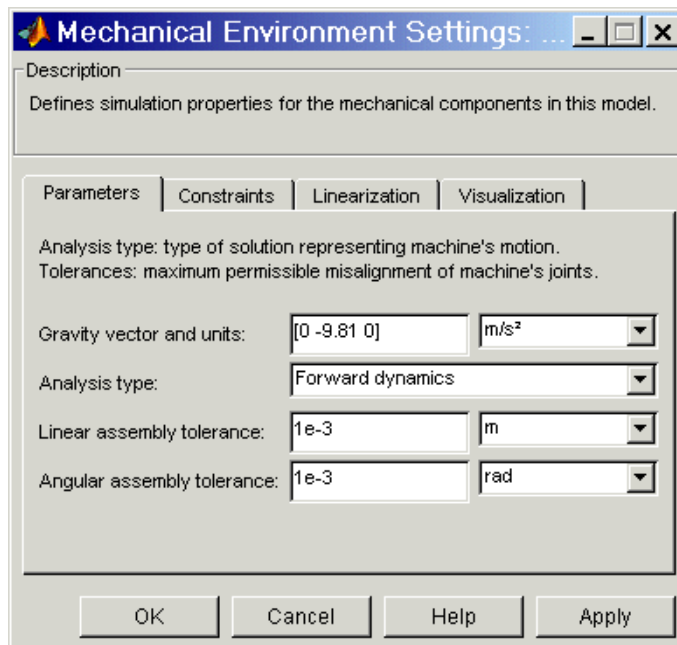 Mechanical Environment Settings: ...
Description
Defines simulation properties for the mechanical components in this model.
Parameters Constraints Linearization Visualization
Analysis type: type of solution representing machine's motion.
Tolerances: maximum permissible misalignment of machine's joints.
Gravity vector and units: [0 -9.81 0] m/s²
Analysis type: Forward dynamics
Linear assembly tolerance: 1e-3 m
Angular assembly tolerance: 1e-3 rad
OK Cancel Help Apply